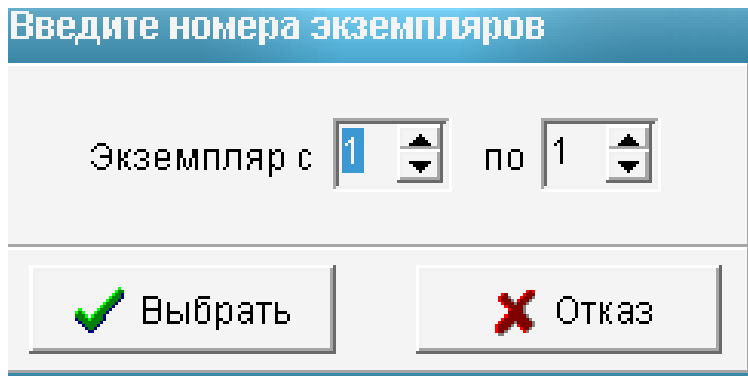 Введите номера экземпляров
Экземпляр с 1 по 1
Выбрать Отказ